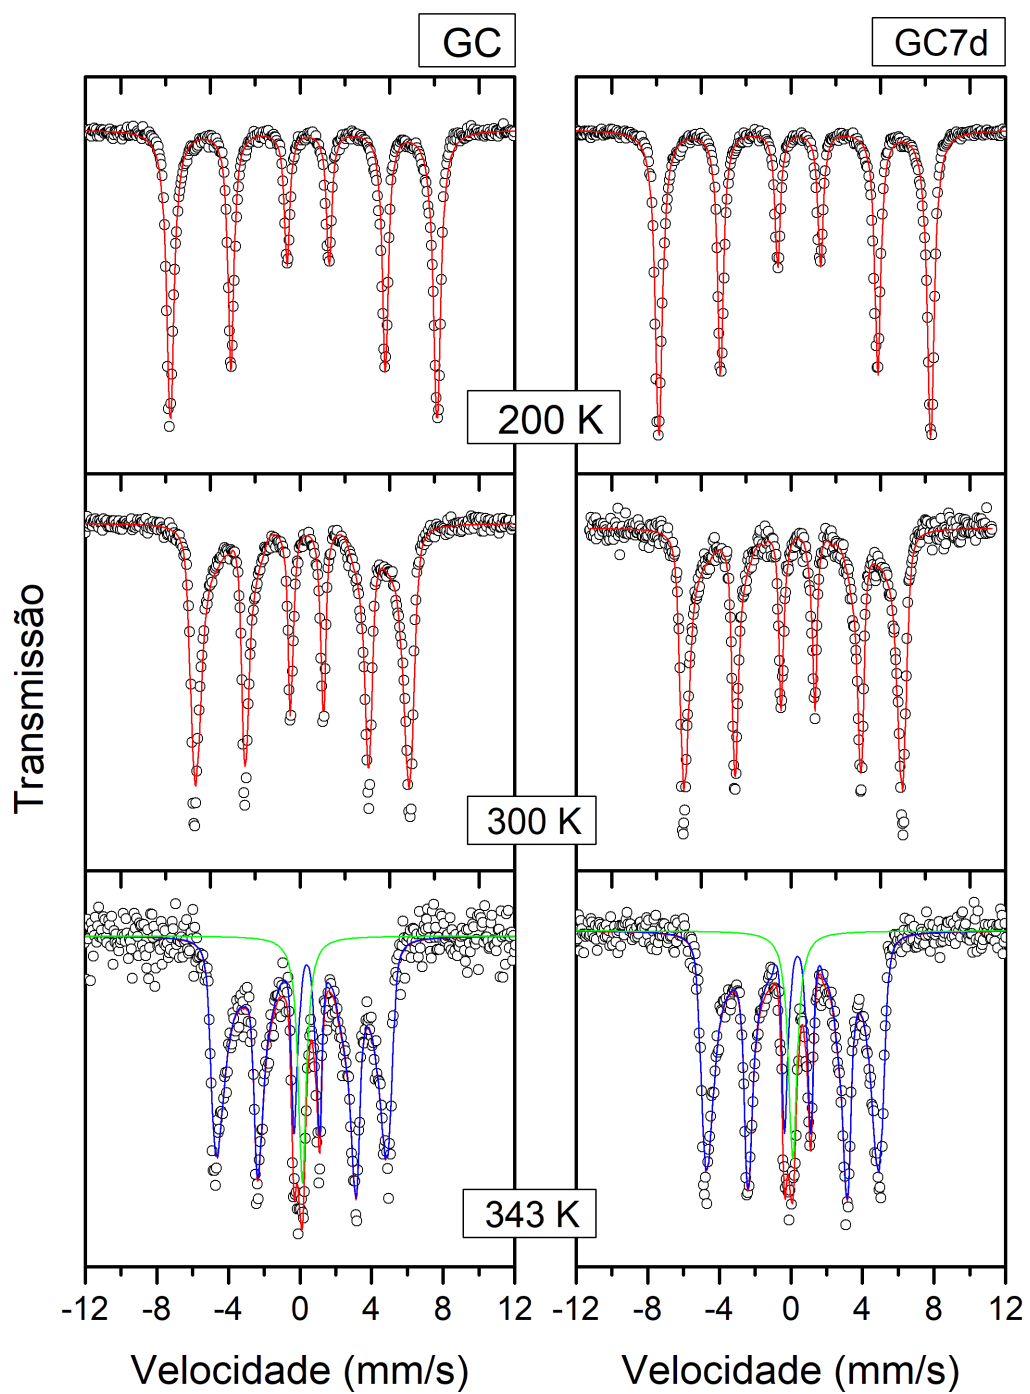 GC
GC7d
200 K
300 K
343 K
Transmissão
-12 -8 -4 0 4 8 12
-12 -8 -4 0 4 8 12
Velocidade (mm/s)
Velocidade (mm/s)